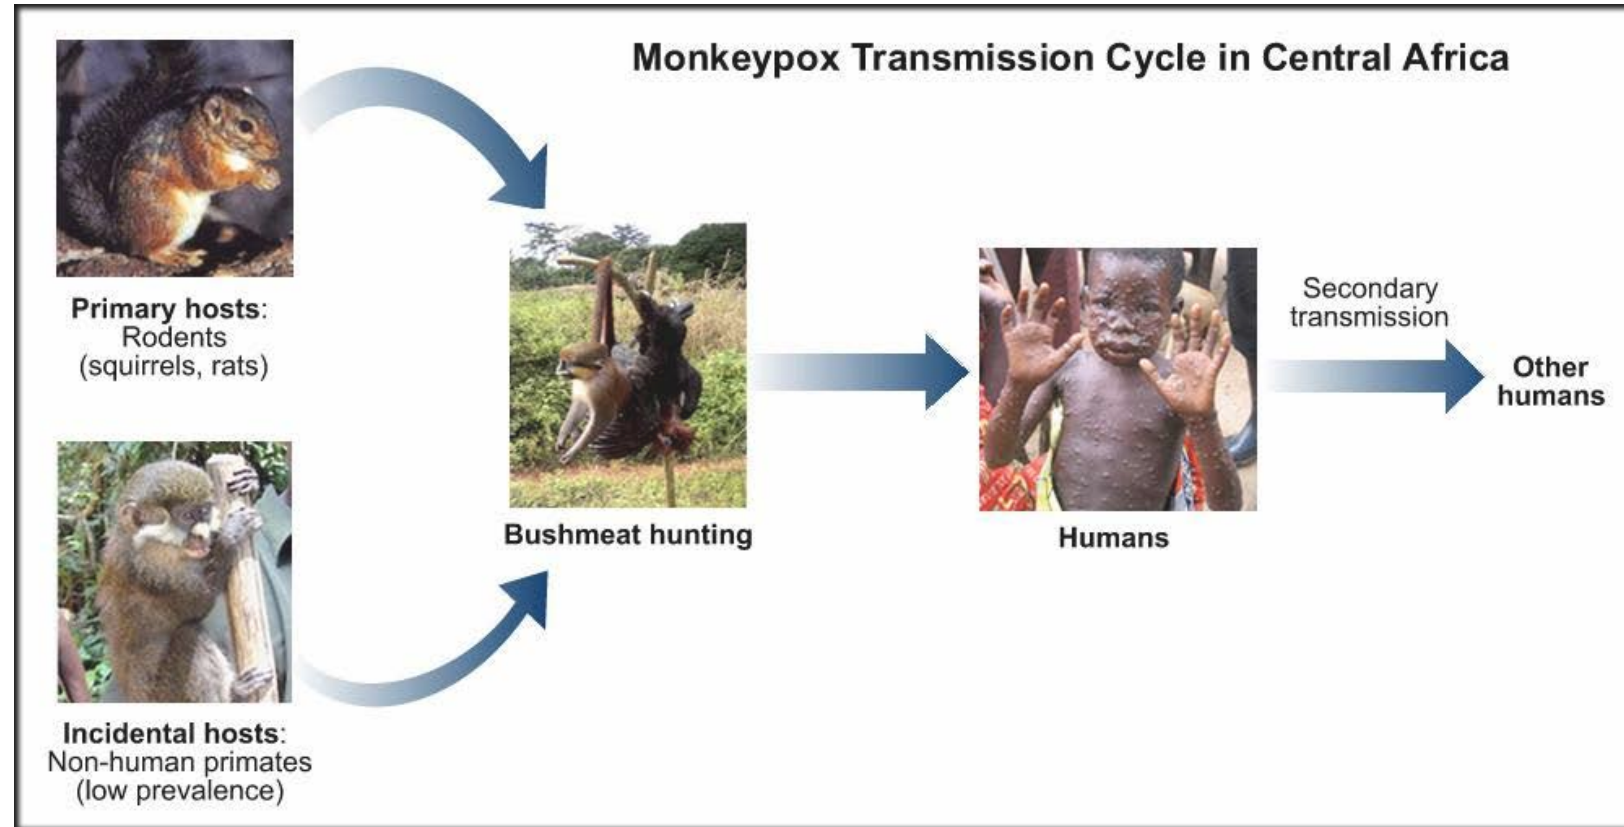 Monkeypox Transmission Cycle in Central Africa
Primary hosts:
Rodents
(squirrels, rats)
Incidental hosts:
Non-human primates
(low prevalence)
Bushmeat hunting
Humans
Secondary
transmission
Other
humans